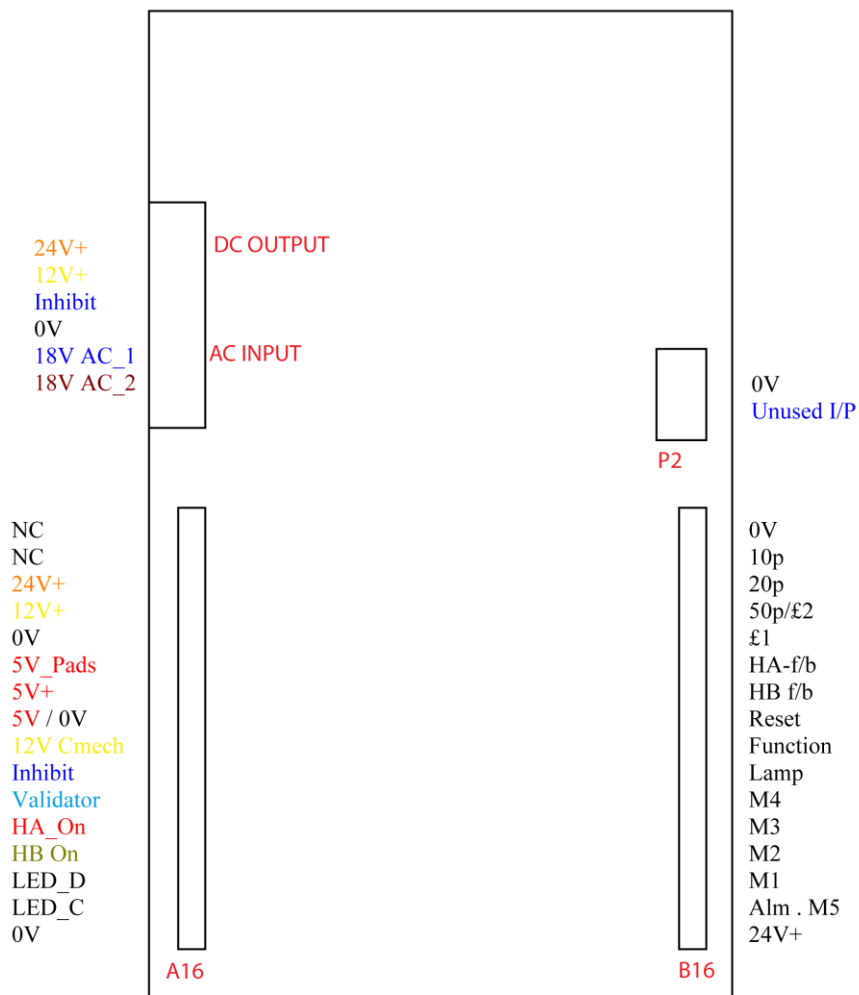 24V+
12V+
Inhibit
0V
18V AC_1
18V AC_2
DC OUTPUT
AC INPUT
0V
Unused I/P
P2
NC
NC
24V+
12V+
0V
5V_Pads
5V+
5V / 0V
12V Cmech
Inhibit
Validator
HA_On
HB On
LED_D
LED_C
0V
A16
0V
10p
20p
50p/£2
£1
HA-f/b
HB f/b
Reset
Function
Lamp
M4
M3
M2
M1
Alm . M5
24V+
B16